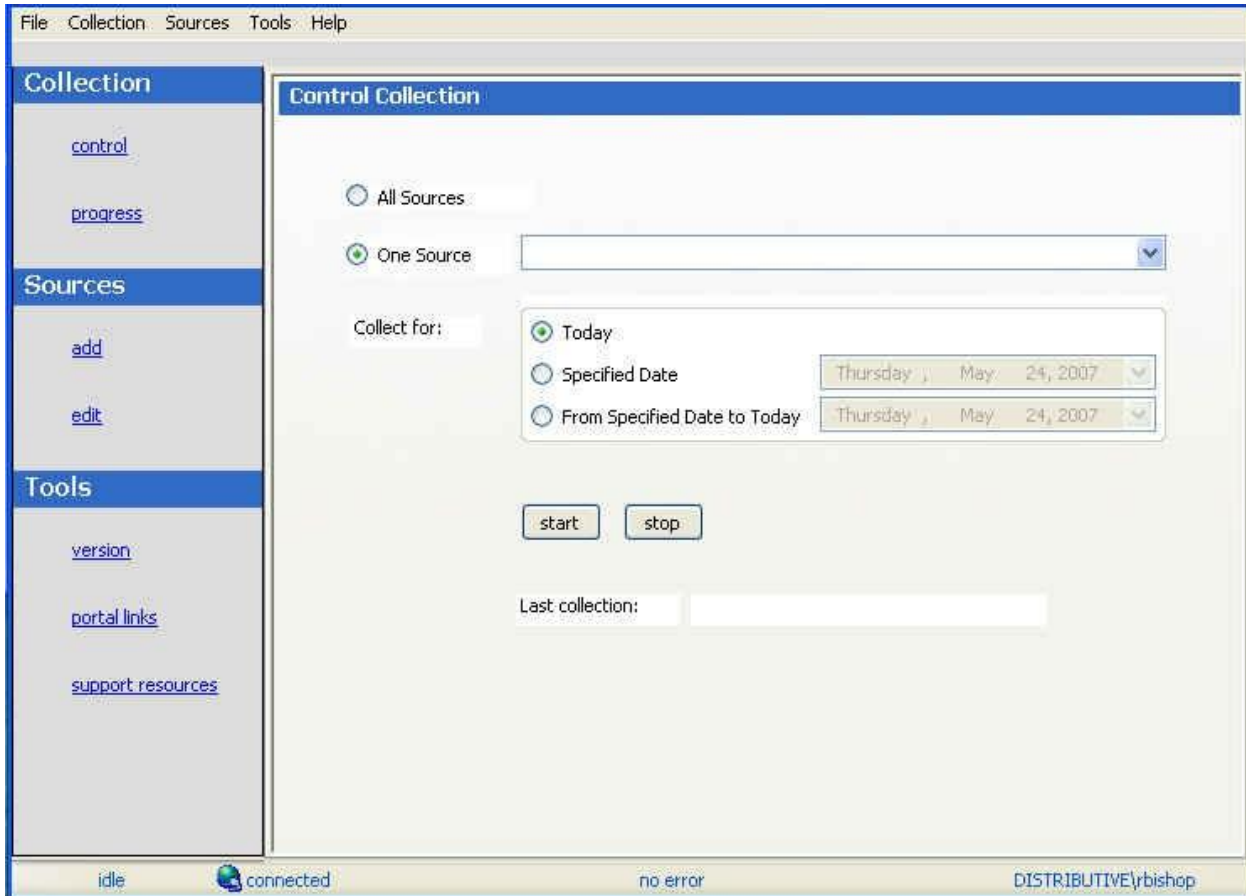 File Collection Sources Tools Help
Collection
control
progress
Sources
add
edit
Tools
version
portal links
support resources
Control Collection
All Sources
One Source
Collect for:
Today
Specified Date Thursday , May 24, 2007
From Specified Date to Today Thursday , May 24, 2007
start stop
Last collection:
idle connected no error DISTRIBUTIVE\rbishop